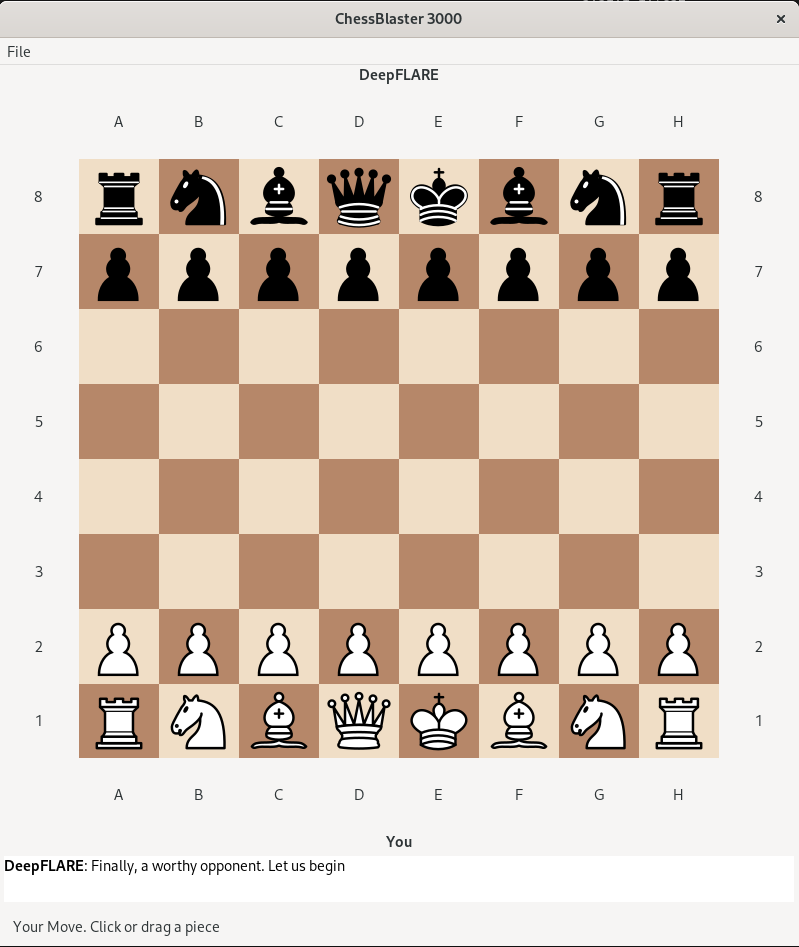 ChessBlaster 3000
×
File
DeepFLARE
A B C D E F G H
8 8
7 7
6 6
5 5
4 4
3 3
2 2
1 1
A B C D E F G H
You
DeepFLARE: Finally, a worthy opponent. Let us begin
Your Move. Click or drag a piece